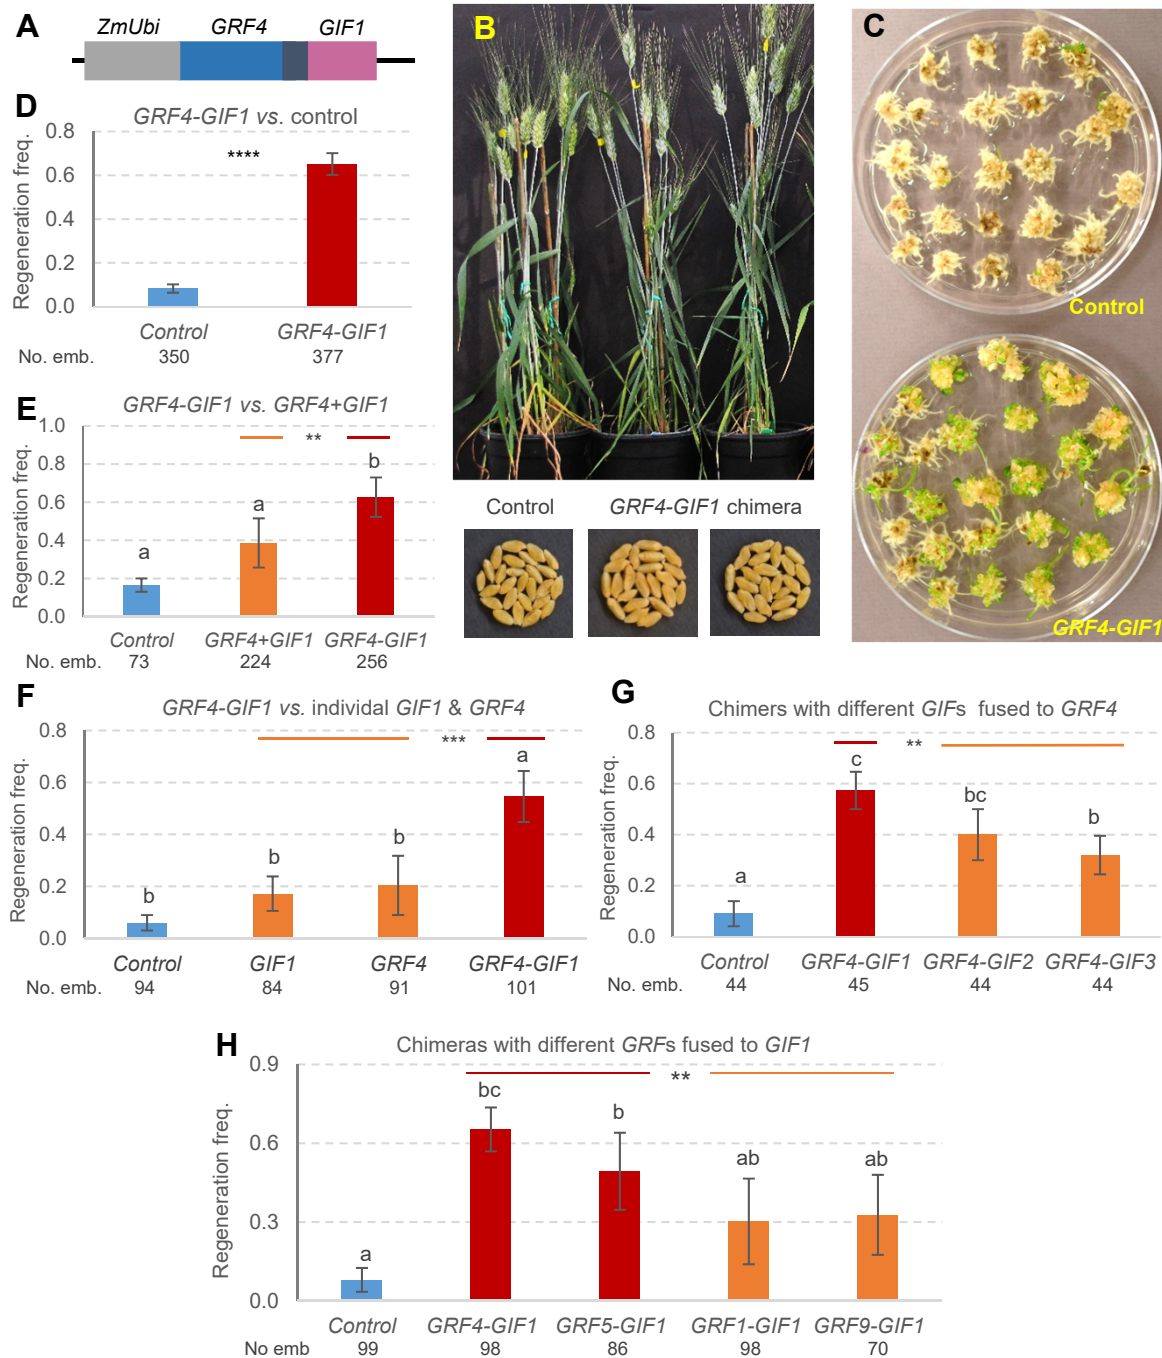 A
ZmUbi GRF4 GIF1
B
C
Control
GRF4-GIF1
D
GRF4-GIF1 vs. control
Regeneration freq.
0.8
0.6
0.4
0.2
0.0
****
Control GRF4-GIF1
No. emb. 350 377
E
GRF4-GIF1 vs. GRF4+GIF1
Regeneration freq.
1.0
0.8
0.6
0.4
0.2
0.0
**
a a b
Control GRF4+GIF1 GRF4-GIF1
No. emb. 73 224 256
Control GRF4-GIF1 chimera
F
GRF4-GIF1 vs. individal GIF1 & GRF4
Regeneration freq.
0.8
0.6
0.4
0.2
0.0
***
b b b a
Control GIF1 GRF4 GRF4-GIF1
No. emb. 94 84 91 101
G
Chimers with different GIFs fused to GRF4
Regeneration freq.
0.8
0.6
0.4
0.2
0.0
**
a c bc b
Control GRF4-GIF1 GRF4-GIF2 GRF4-GIF3
No. emb. 44 45 44 44
H
Chimeras with different GRFs fused to GIF1
Regeneration freq.
0.9
0.6
0.3
0.0
**
a bc b ab ab
Control GRF4-GIF1 GRF5-GIF1 GRF1-GIF1 GRF9-GIF1
No emb 99 98 86 98 70